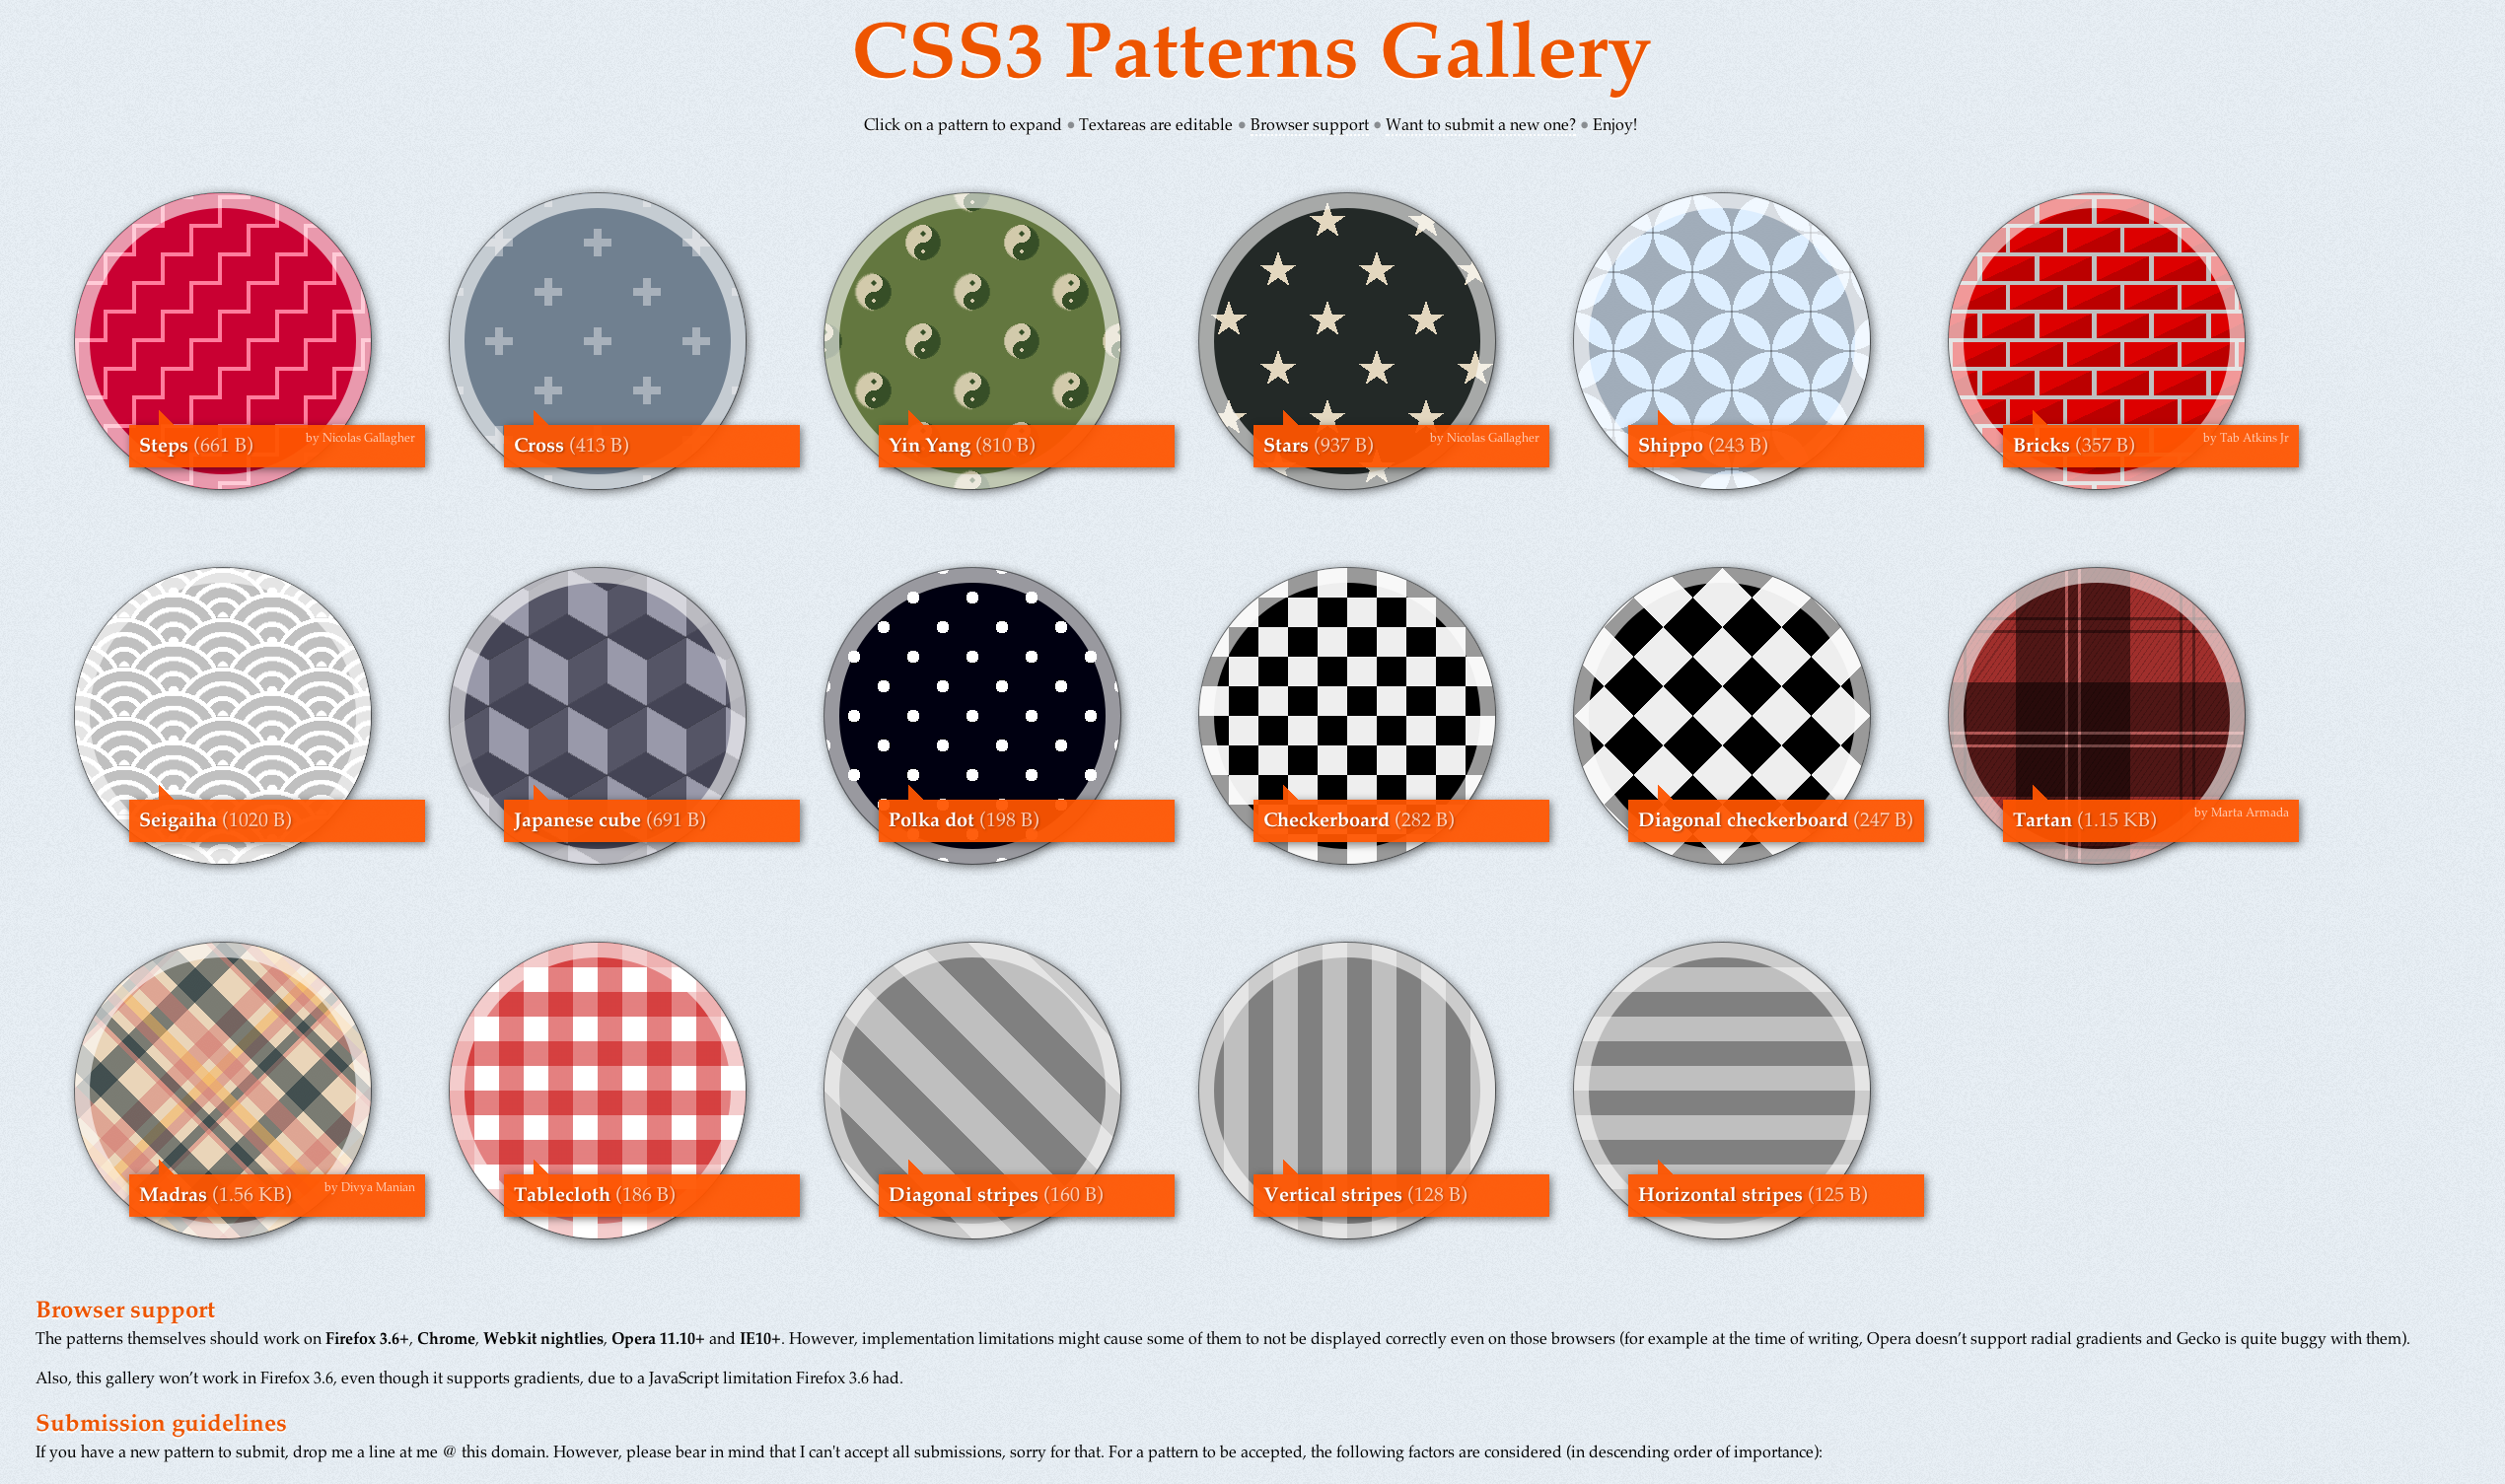 CSS3 Patterns Gallery
Click on a pattern to expand • Textareas are editable • Browser support • Want to submit a new one? • Enjoy!
Steps (661 B) by Nicolas Gallagher
Cross (413 B)
Yin Yang (810 B)
Stars (937 B) by Nicolas Gallagher
Shippo (243 B)
Bricks (357 B) by Tab Atkins Jr
Seigaiha (1020 B)
Japanese cube (691 B)
Polka dot (198 B)
Checkerboard (282 B)
Diagonal checkerboard (247 B)
Tartan (1.15 KB) by Marta Armada
Madras (1.56 KB) by Divya Manian
Tablecloth (186 B)
Diagonal stripes (160 B)
Vertical stripes (128 B)
Horizontal stripes (125 B)
Browser support
The patterns themselves should work on Firefox 3.6+, Chrome, Webkit nightlies, Opera 11.10+ and IE10+. However, implementation limitations might cause some of them to not be displayed correctly even on those browsers (for example at the time of writing, Opera doesn’t support radial gradients and Gecko is quite buggy with them).
Also, this gallery won’t work in Firefox 3.6, even though it supports gradients, due to a JavaScript limitation Firefox 3.6 had.
Submission guidelines
If you have a new pattern to submit, drop me a line at me @ this domain. However, please bear in mind that I can't accept all submissions, sorry for that. For a pattern to be accepted, the following factors are considered (in descending order of importance):